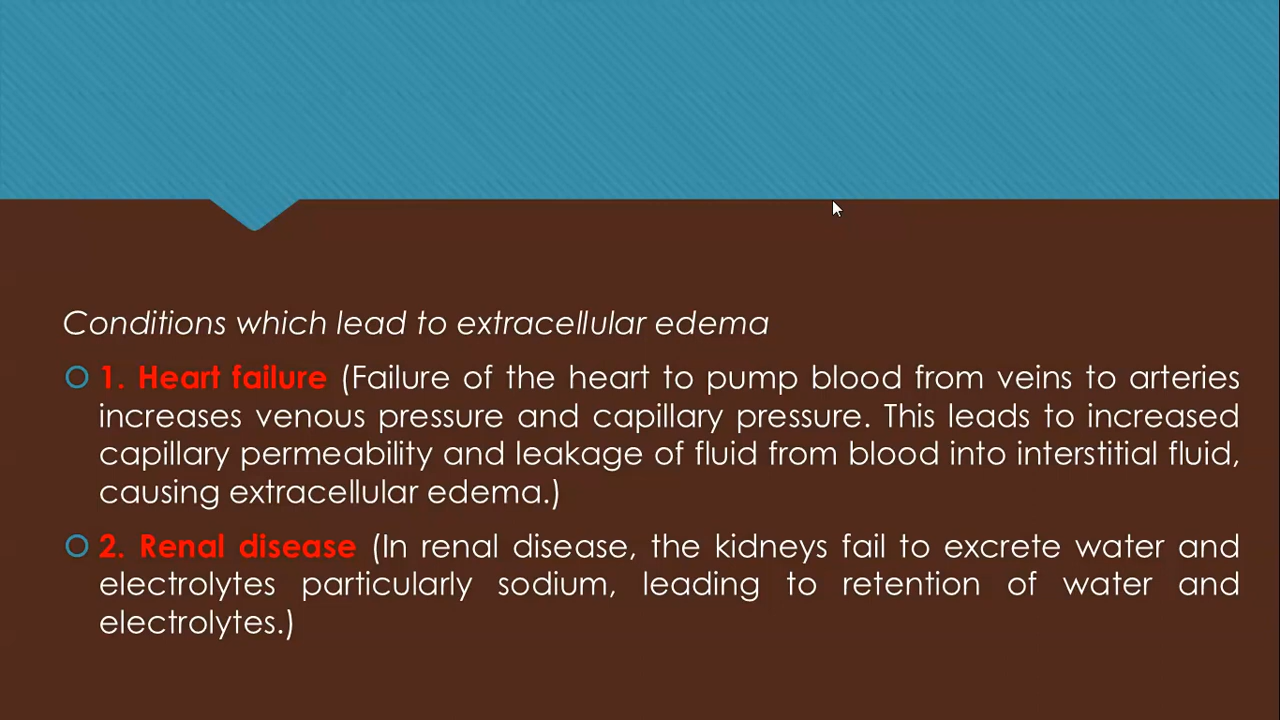 Conditions which lead to extracellular edema
1. Heart failure (Failure of the heart to pump blood from veins to arteries
increases venous pressure and capillary pressure. This leads to increased
capillary permeability and leakage of fluid from blood into interstitial fluid,
causing extracellular edema.)
2. Renal disease (In renal disease, the kidneys fail to excrete water and
electrolytes particularly sodium, leading to retention of water and
electrolytes.)